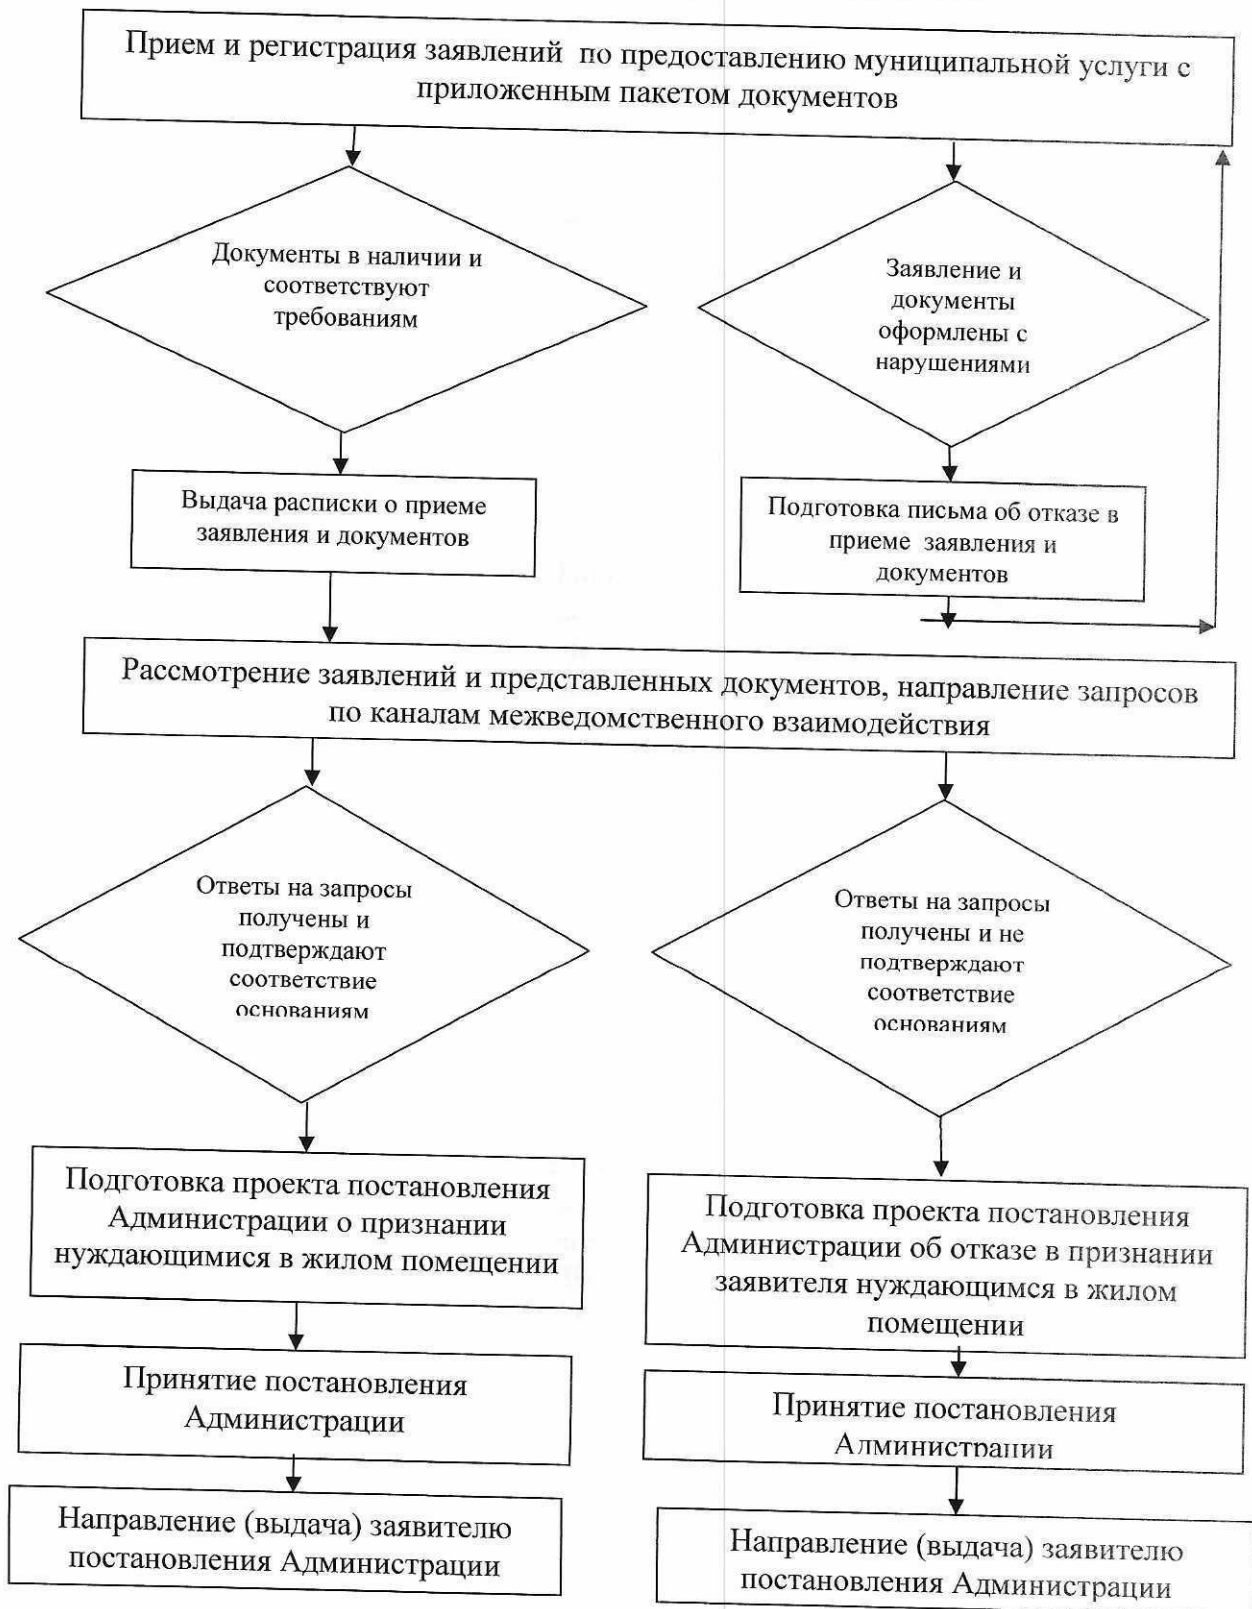 Прием и регистрация заявлений по предоставлению муниципальной услуги с
приложенным пакетом документов
Документы в наличии и
соответствуют
требованиям
Заявление и
документы
оформлены с
нарушениями
Выдача расписки о приеме
заявления и документов
Подготовка письма об отказе в
приеме заявления и
документов
Рассмотрение заявлений и представленных документов, направление запросов
по каналам межведомственного взаимодействия
Ответы на запросы
получены и
подтверждают
соответствие
основаниям
Ответы на запросы
получены и не
подтверждают
соответствие
основаниям
Подготовка проекта постановления
Администрации о признании
нуждающимися в жилом помещении
Подготовка проекта постановления
Администрации об отказе в признании
заявителя нуждающимся в жилом
помещении
Принятие постановления
Администрации
Принятие постановления
Администрации
Направление (выдача) заявителю
постановления Администрации
Направление (выдача) заявителю
постановления Администрации